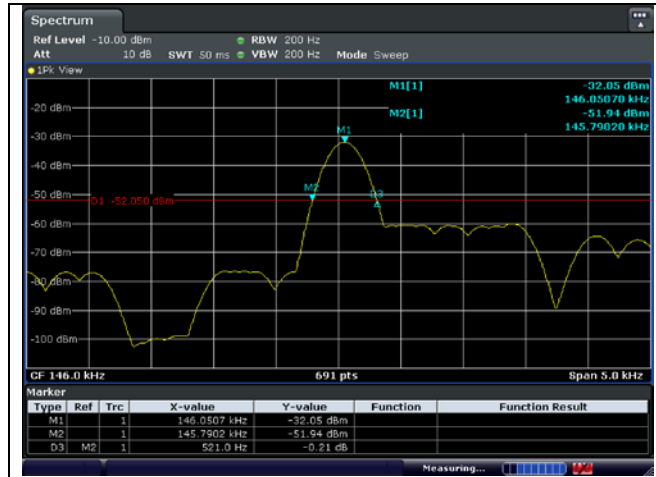 Spectrum
Ref Level -10.00 dBm RBW 200 Hz
Att 10 dB SWT 50 ms VBW 200 Hz Mode Sweep
1Pk View
M1[1] -32.05 dBm
146.05070 kHz
M2[1] -51.94 dBm
145.79020 kHz
-20 dBm
-30 dBm
M1
-40 dBm
-50 dBm
M2
D3
D1 -52.050 dBm
-60 dBm
-70 dBm
-80 dBm
-90 dBm
-100 dBm
CF 146.0 kHz 691 pts Span 5.0 kHz
Marker
Type Ref Trc X-value Y-value Function Function Result
M1 1 146.0507 kHz -32.05 dBm
M2 1 145.7902 kHz -51.94 dBm
D3 M2 1 521.0 Hz -0.21 dB
Measuring...